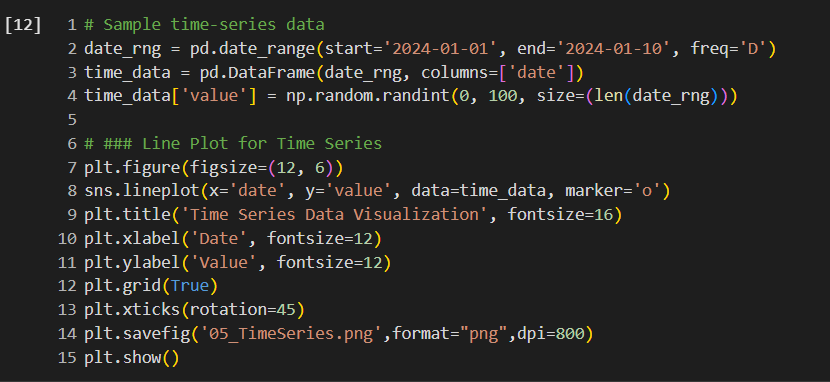 [12] 1 # Sample time-series data
2 date_rng = pd.date_range(start='2024-01-01', end='2024-01-10', freq='D')
3 time_data = pd.DataFrame(date_rng, columns=['date'])
4 time_data['value'] = np.random.randint(0, 100, size=(len(date_rng)))
5
6 # ### Line Plot for Time Series
7 plt.figure(figsize=(12, 6))
8 sns.lineplot(x='date', y='value', data=time_data, marker='o')
9 plt.title('Time Series Data Visualization', fontsize=16)
10 plt.xlabel('Date', fontsize=12)
11 plt.ylabel('Value', fontsize=12)
12 plt.grid(True)
13 plt.xticks(rotation=45)
14 plt.savefig('05_TimeSeries.png',format="png",dpi=800)
15 plt.show()